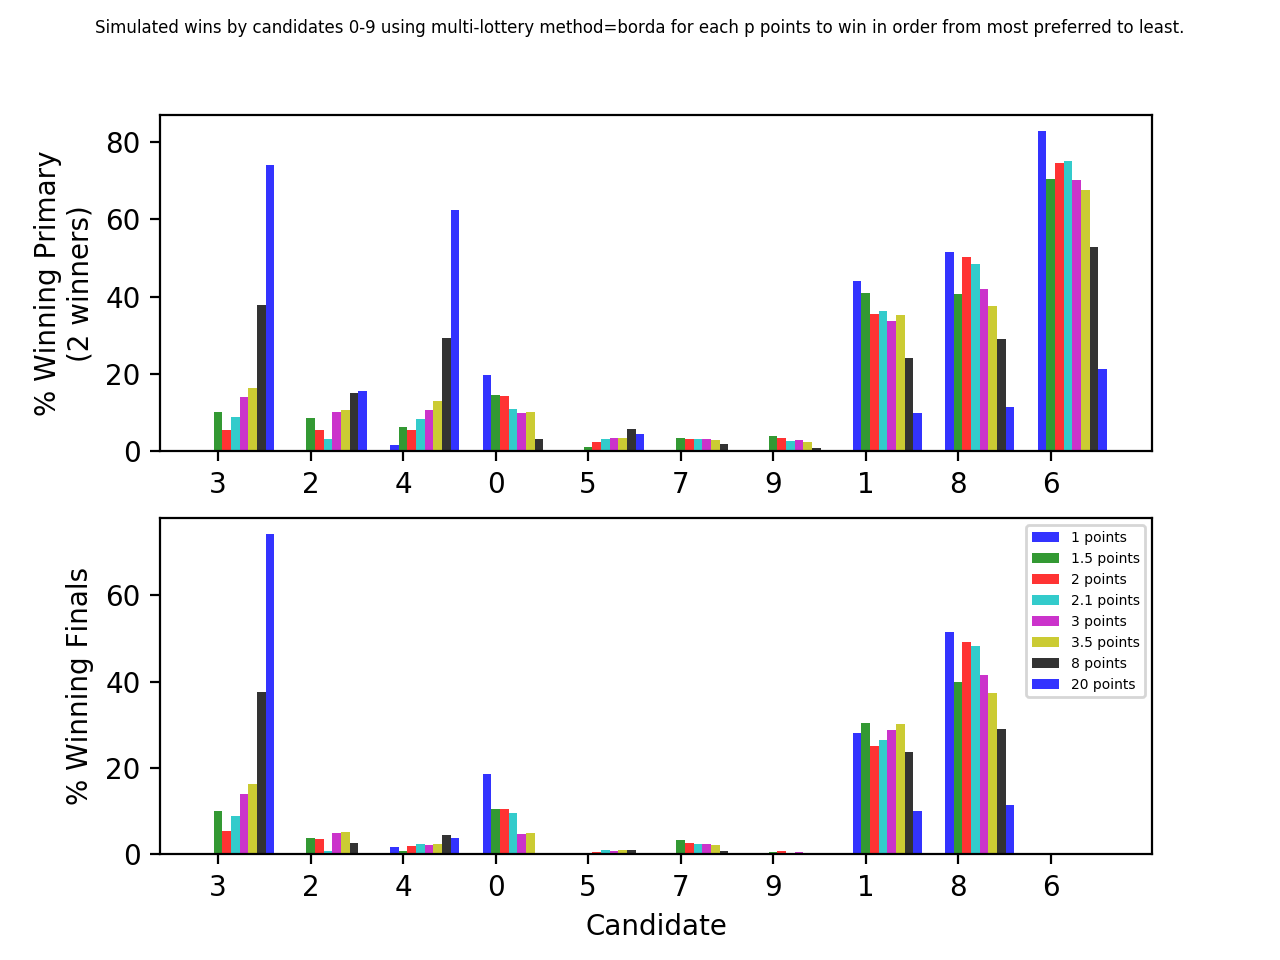 Simulated wins by candidates 0-9 using multi-lottery method=borda for each p points to win in order from most preferred to least.
% Winning Primary
(2 winners)
80
60
40
20
0
3 2 4 0 5 7 9 1 8 6
% Winning Finals
60
40
20
0
1 points
1.5 points
2 points
2.1 points
3 points
3.5 points
8 points
20 points
3 2 4 0 5 7 9 1 8 6
Candidate